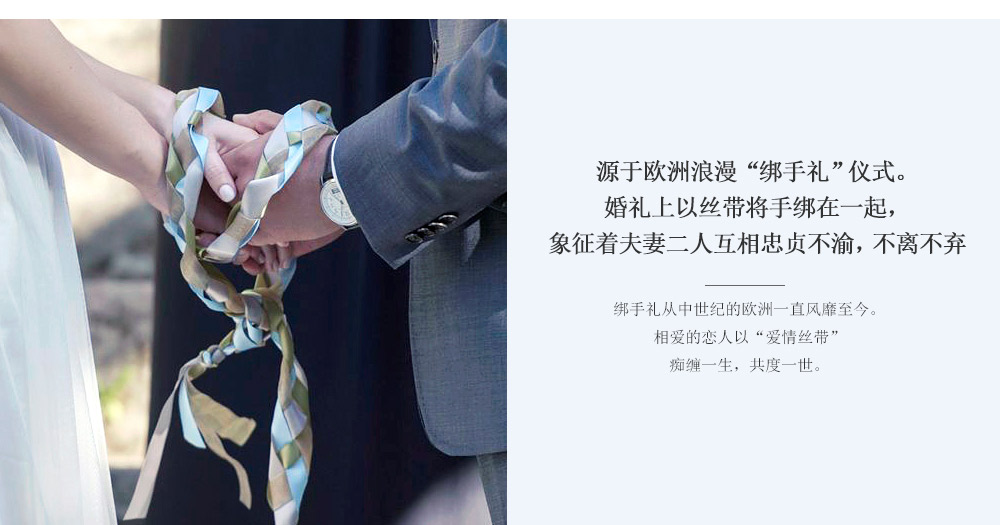 源于欧洲浪漫“绑手礼”仪式。
婚礼上以丝带将手绑在一起，
象征着夫妻二人互相忠贞不渝，不离不弃
绑手礼从中世纪的欧洲一直风靡至今。
相爱的恋人以“爱情丝带”
痴缠一生，共度一世。